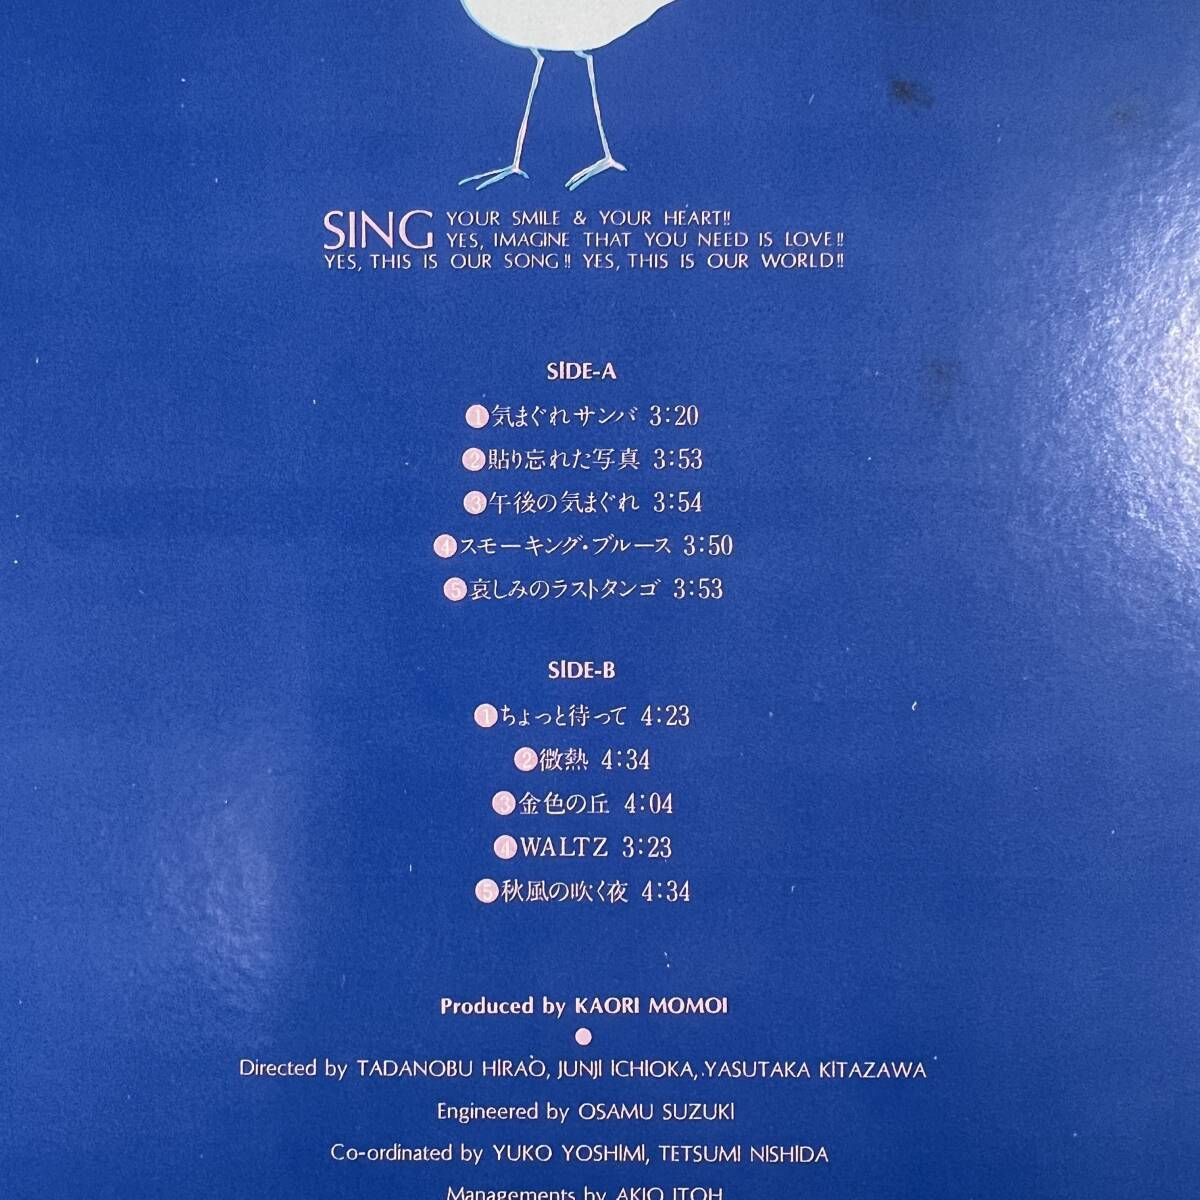 SING YOUR SMILE & YOUR HEART!!
YES, IMAGINE THAT YOU NEED IS LOVE!!
YES, THIS IS OUR SONG!! YES, THIS IS OUR WORLD!!
SIDE-A
1 気まぐれサンバ 3:20
2 貼り忘れた写真 3:53
3 午後の気まぐれ 3:54
4 スモーキング・ブルース 3:50
5 哀しみのラストタンゴ 3:53
SIDE-B
1 ちょっと待って 4:23
2 微熱 4:34
3 金色の丘 4:04
4 WALTZ 3:23
5 秋風の吹く夜 4:34
Produced by KAORI MOMOI
Directed by TADANOBU HIRAO, JUNJI ICHIOKA, YASUTAKA KITAZAWA
Engineered by OSAMU SUZUKI
Co-ordinated by YUKO YOSHIMI, TETSUMI NISHIDA
Managements by AKIO ITOH